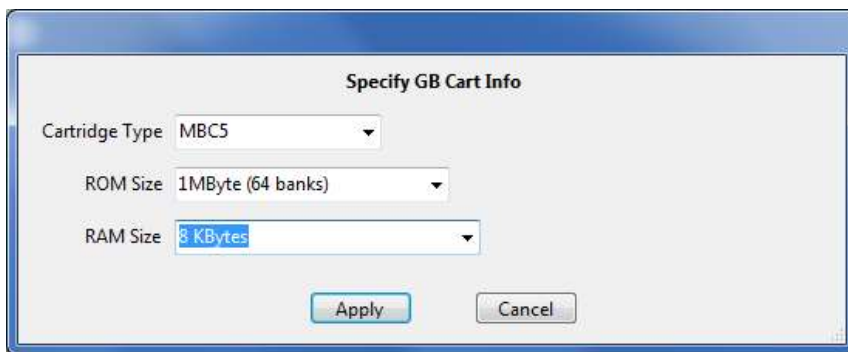 Specify GB Cart Info
Cartridge Type MBC5
ROM Size 1MByte (64 banks)
RAM Size 8 KBytes
Apply Cancel